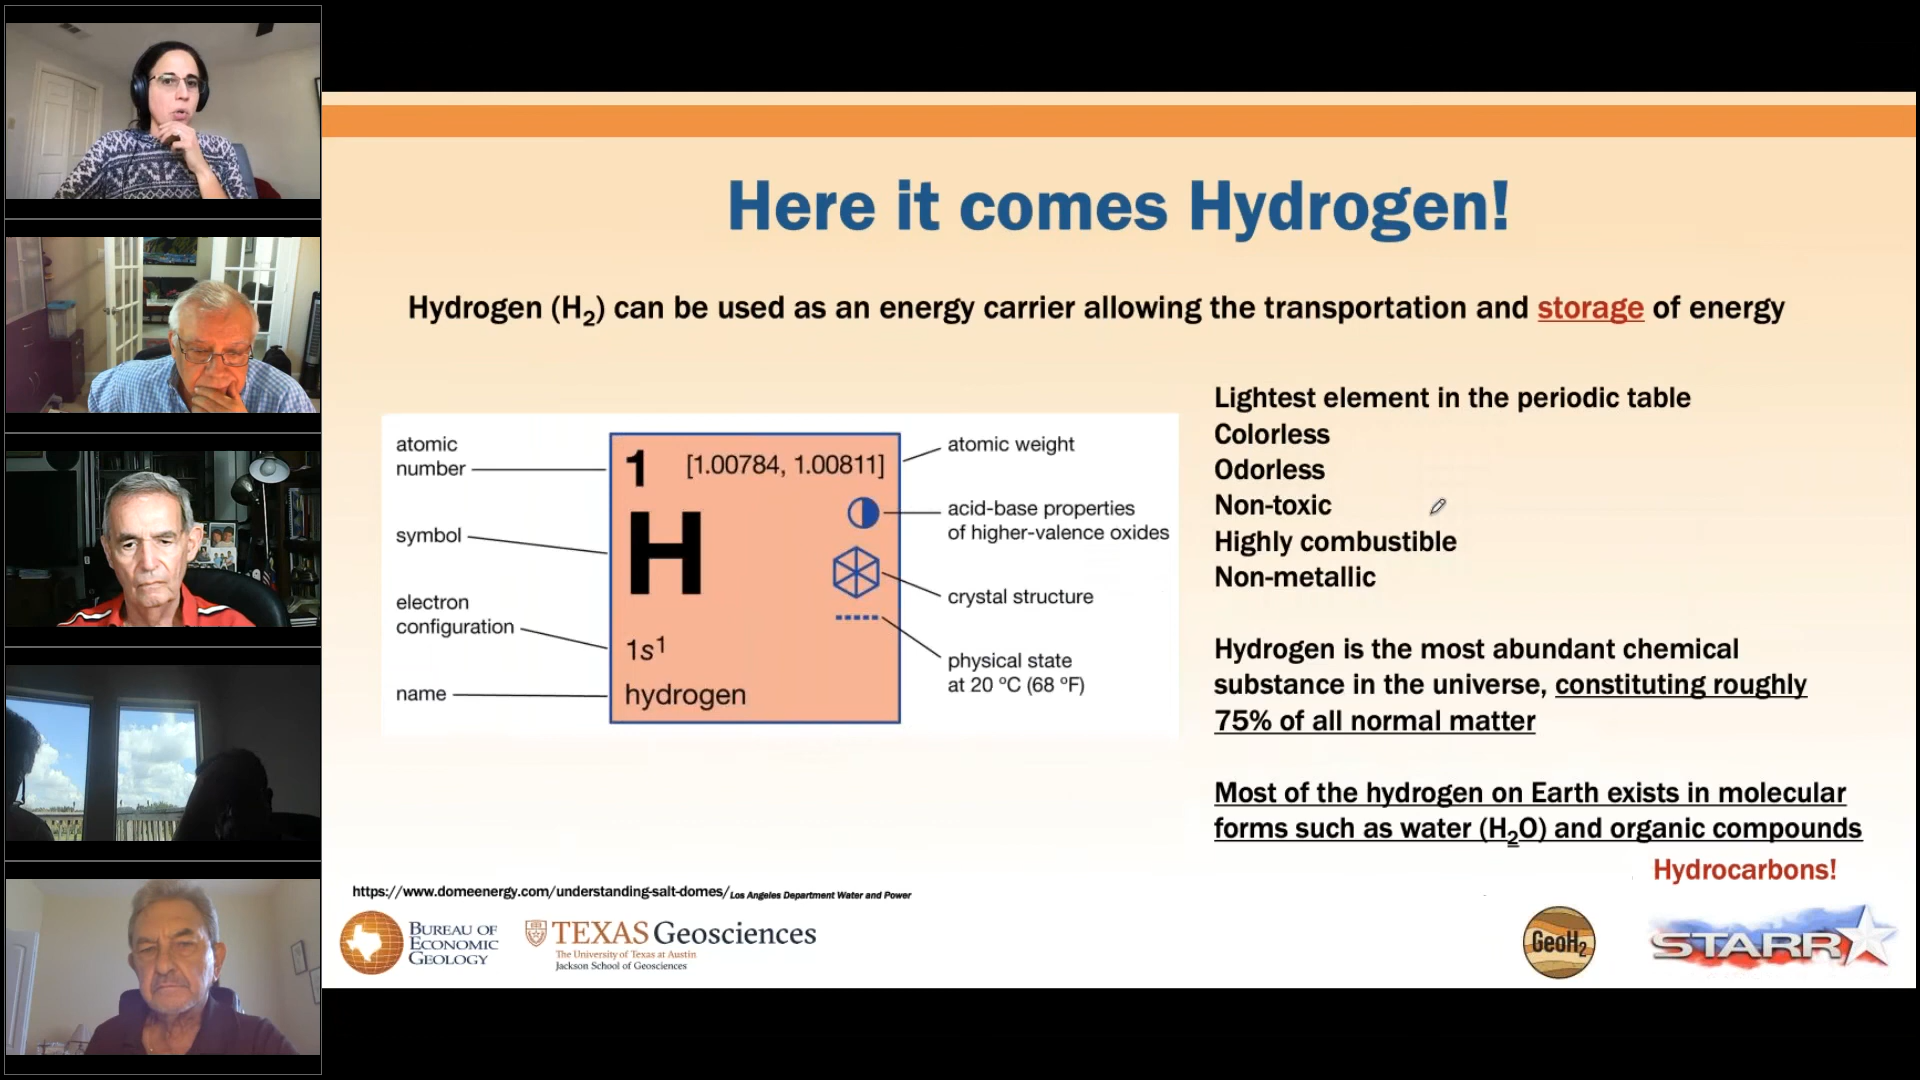 Here it comes Hydrogen!
Hydrogen (H₂) can be used as an energy carrier allowing the transportation and storage of energy
atomic
number
symbol
electron
configuration
name
1 [1.00784, 1.00811]
H
1s¹
hydrogen
atomic weight
acid-base properties
of higher-valence oxides
crystal structure
physical state
at 20 ºC (68 ºF)
Lightest element in the periodic table
Colorless
Odorless
Non-toxic
Highly combustible
Non-metallic
Hydrogen is the most abundant chemical
substance in the universe, constituting roughly
75% of all normal matter
Most of the hydrogen on Earth exists in molecular
forms such as water (H₂O) and organic compounds
Hydrocarbons!
https://www.domeenergy.com/understanding-salt-domes/ Los Angeles Department Water and Power
BUREAU OF
ECONOMIC
GEOLOGY
TEXAS Geosciences
The University of Texas at Austin
Jackson School of Geosciences
GeoH₂
STARR